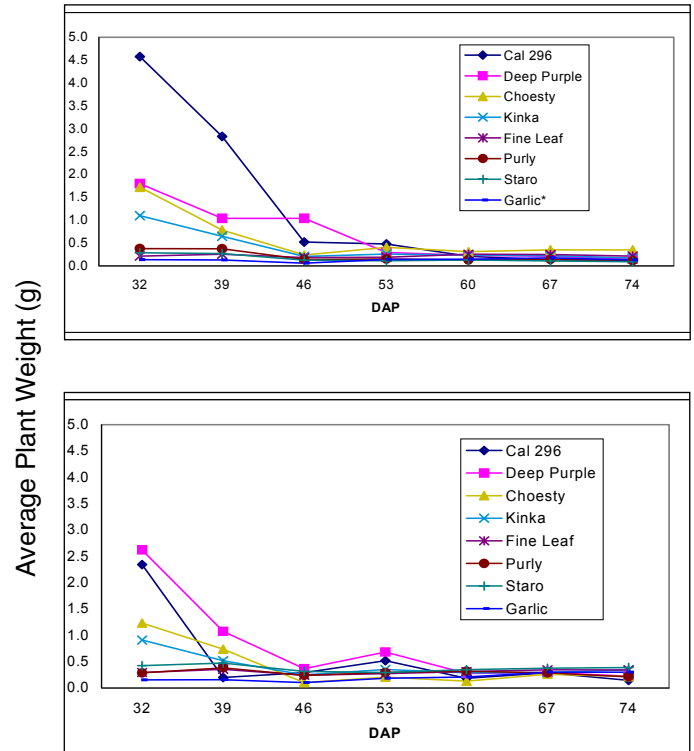 Average Plant Weight (g)
5.0
4.5
4.0
3.5
3.0
2.5
2.0
1.5
1.0
0.5
0.0
Cal 296
Deep Purple
Choesty
Kinka
Fine Leaf
Purly
Staro
Garlic*
32 39 46 53 60 67 74
DAP
5.0
4.5
4.0
3.5
3.0
2.5
2.0
1.5
1.0
0.5
0.0
Cal 296
Deep Purple
Choesty
Kinka
Fine Leaf
Purly
Staro
Garlic
32 39 46 53 60 67 74
DAP